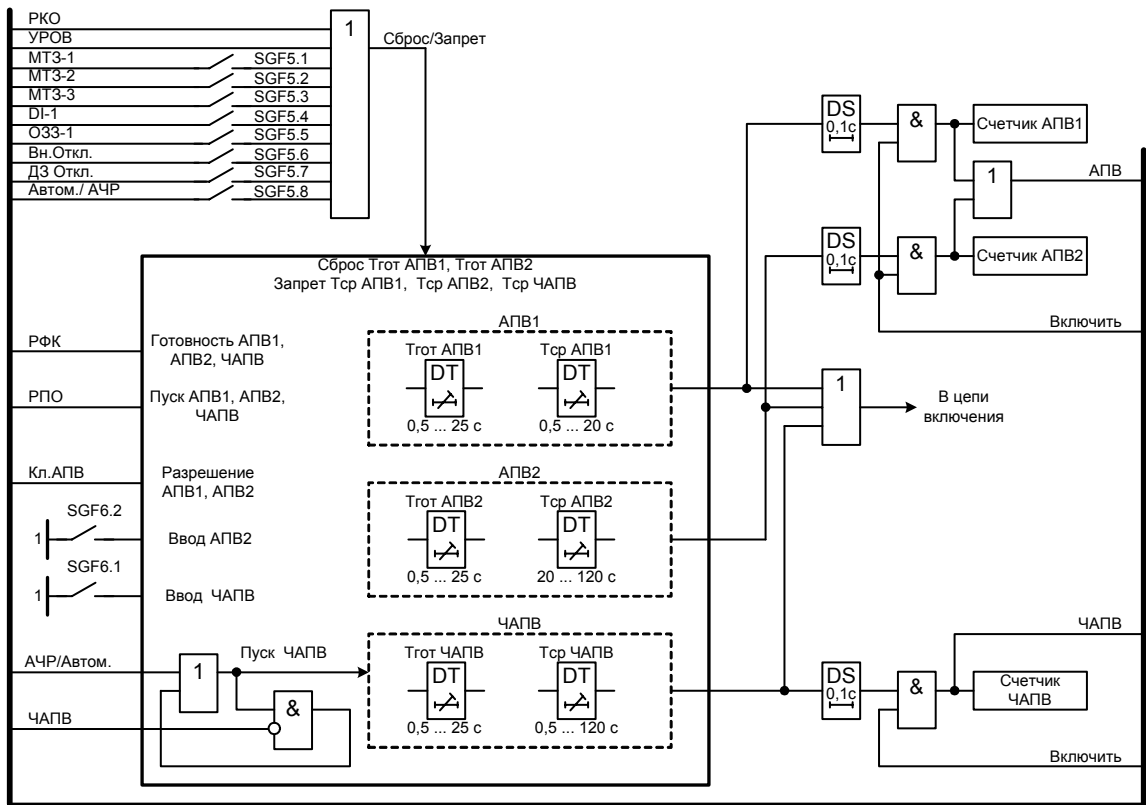 РКО
УРОВ
МТЗ-1
SGF5.1
МТЗ-2
SGF5.2
МТЗ-3
SGF5.3
DI-1
SGF5.4
ОЗЗ-1
SGF5.5
Вн.Откл.
SGF5.6
ДЗ Откл.
SGF5.7
Автом./ АЧР
SGF5.8
1
Сброс/Запрет
Сброс Тгот АПВ1, Тгот АПВ2
Запрет Тср АПВ1, Тср АПВ2, Тср ЧАПВ
РФК
Готовность АПВ1,
АПВ2, ЧАПВ
РПО
Пуск АПВ1, АПВ2,
ЧАПВ
Кл.АПВ
Разрешение
АПВ1, АПВ2
SGF6.2
1
Ввод АПВ2
SGF6.1
1
Ввод ЧАПВ
АЧР/Автом.
1
Пуск ЧАПВ
&
ЧАПВ
АПВ1
Тгот АПВ1
DT
0,5 ... 25 с
Тср АПВ1
DT
0,5 ... 20 с
АПВ2
Тгот АПВ2
DT
0,5 ... 25 с
Тср АПВ2
DT
20 ... 120 с
ЧАПВ
Тгот ЧАПВ
DT
0,5 ... 25 с
Тср ЧАПВ
DT
0,5 ... 120 с
DS
0,1с
&
Счетчик АПВ1
1
АПВ
DS
0,1с
&
Счетчик АПВ2
Включить
1
В цепи
включения
ЧАПВ
DS
0,1с
&
Счетчик
ЧАПВ
Включить